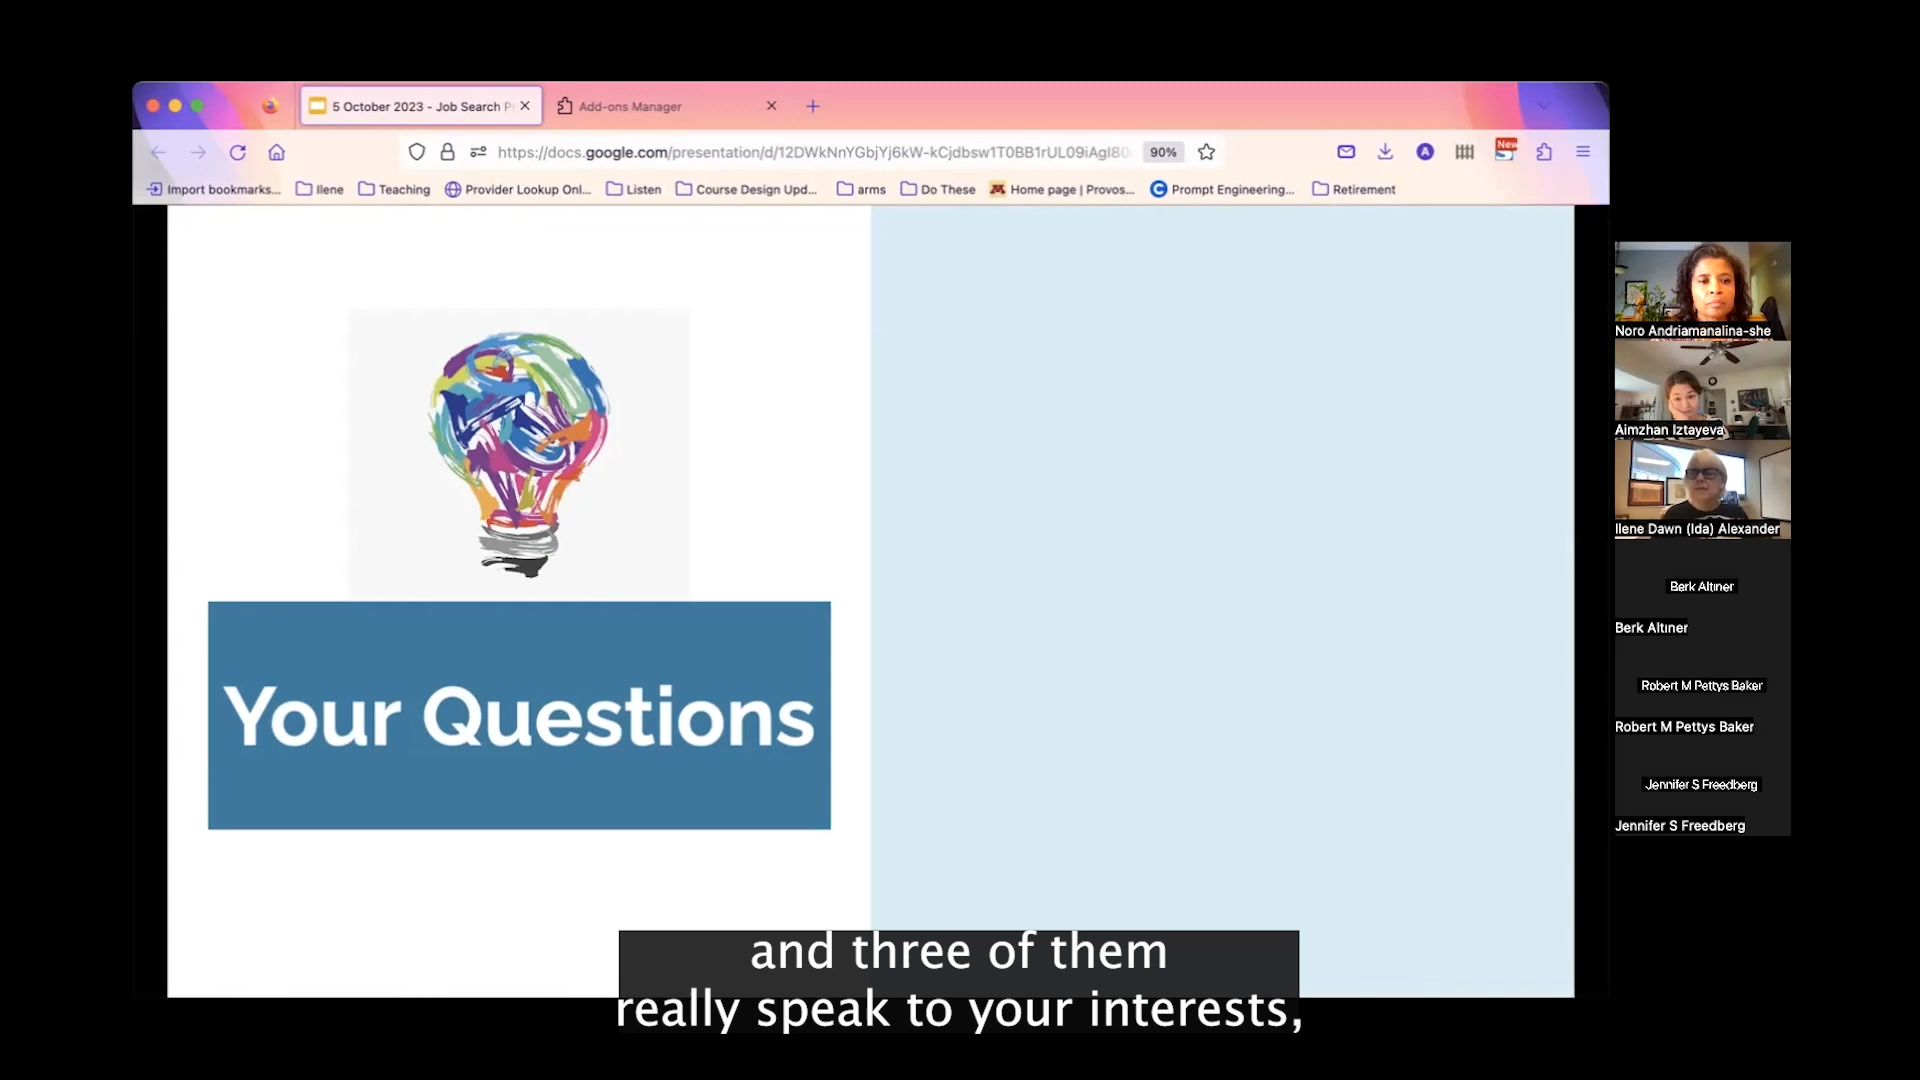 5 October 2023 - Job Search P
Add-ons Manager
https://docs.google.com/presentation/d/12DWkNnYGbjYj6kW-kCjdbsw1T0BB1rUL09iAgI80
90%
A
New
Import bookmarks...
Ilene
Teaching
Provider Lookup Onl...
Listen
Course Design Upd...
arms
Do These
Home page | Provos...
Prompt Engineering...
Retirement
Your Questions
Noro Andriamanalina-she
Aimzhan Iztayeva
Ilene Dawn (Ida) Alexander
Berk Altıner
Berk Altıner
Robert M Pettys Baker
Robert M Pettys Baker
Jennifer S Freedberg
Jennifer S Freedberg
and three of them
really speak to your interests,